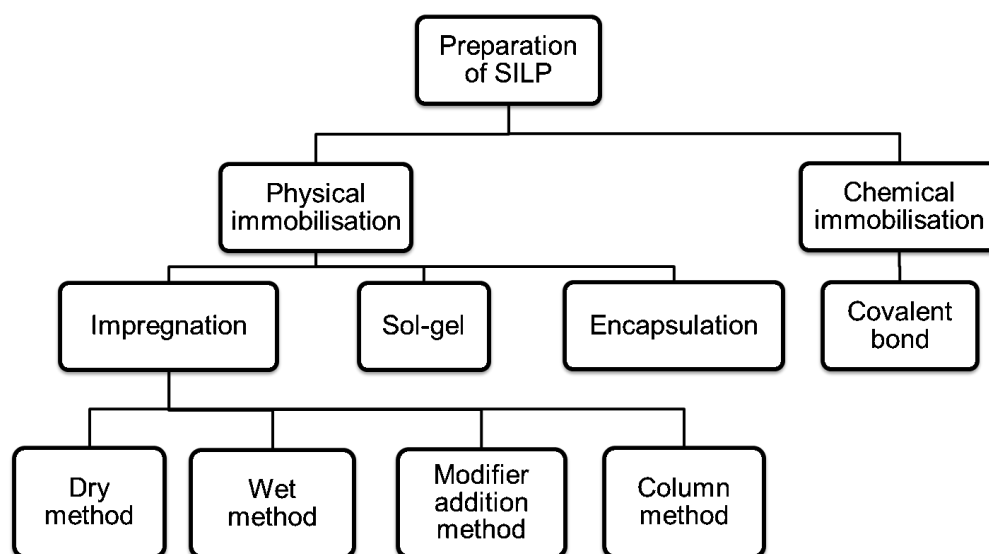 Preparation
of SILP
Physical
immobilisation
Chemical
immobilisation
Impregnation
Sol-gel
Encapsulation
Covalent
bond
Dry
method
Wet
method
Modifier
addition
method
Column
method